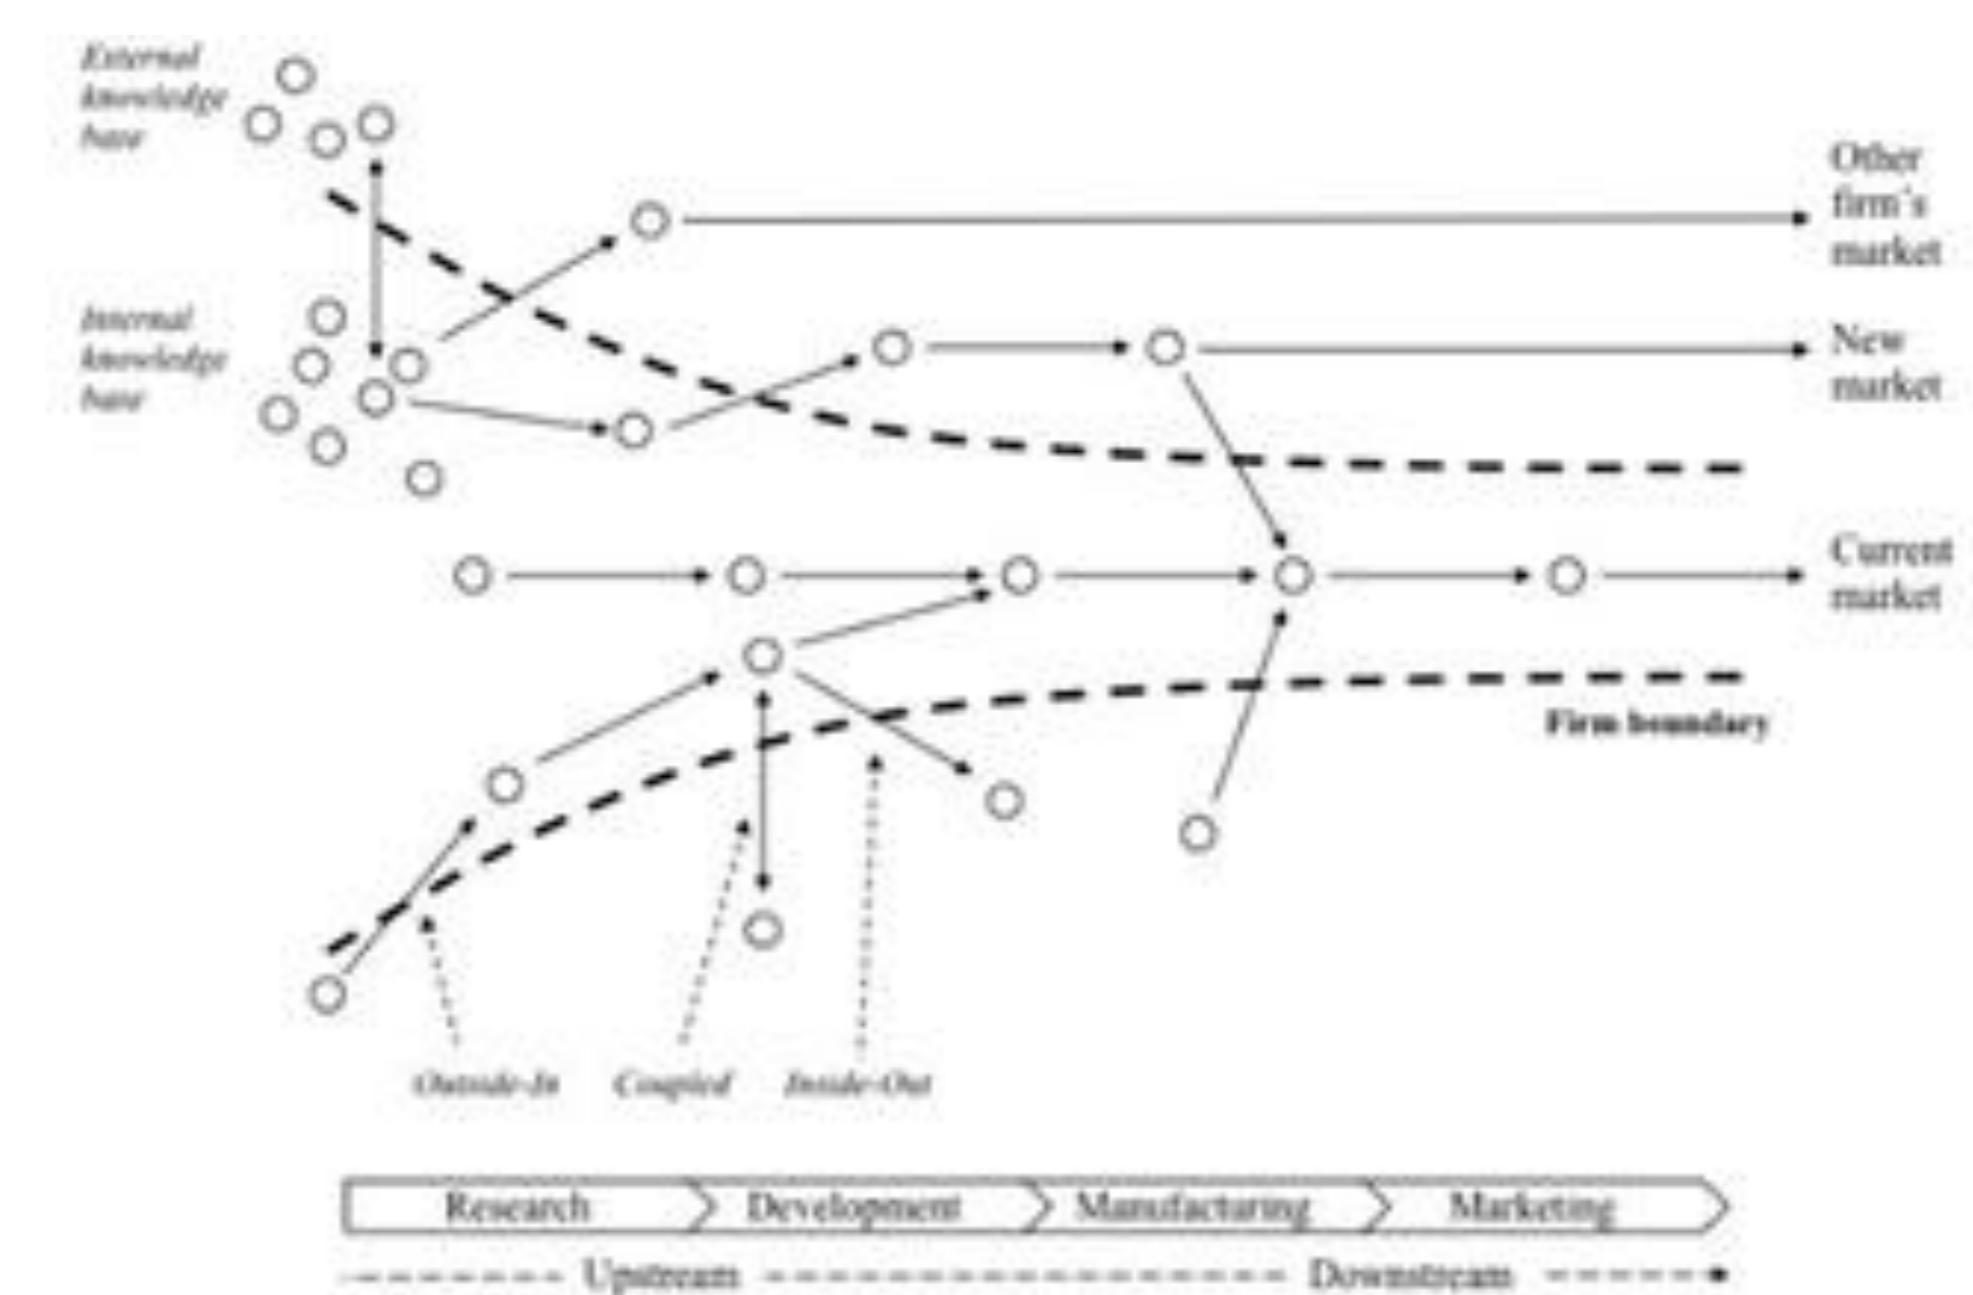 External
knowledge
base
Other
firm's
market
Internal
knowledge
base
New
market
Current
market
Firm boundary
Outside-In
Coupled
Inside-Out
Research
Development
Manufacturing
Marketing
Upstream
Downstream